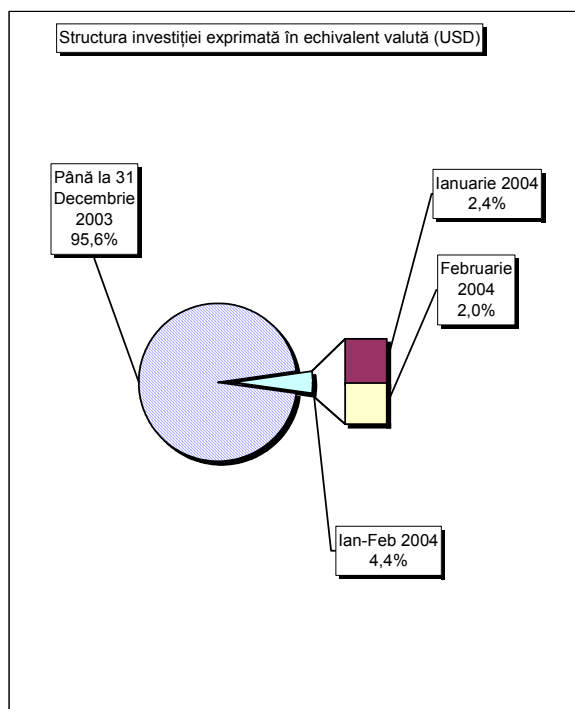 Structura investiției exprimată în echivalent valută (USD)
Până la 31
Decembrie
2003
95,6%
Ianuarie 2004
2,4%
Februarie
2004
2,0%
Ian-Feb 2004
4,4%